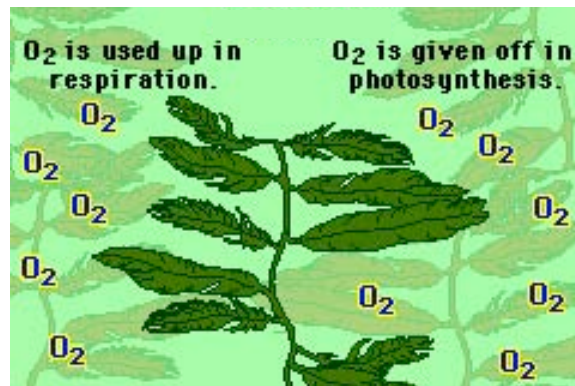 O₂ is used up in
respiration.
O₂ is given off in
photosynthesis.
O₂
O₂
O₂
O₂
O₂
O₂
O₂
O₂
O₂
O₂
O₂